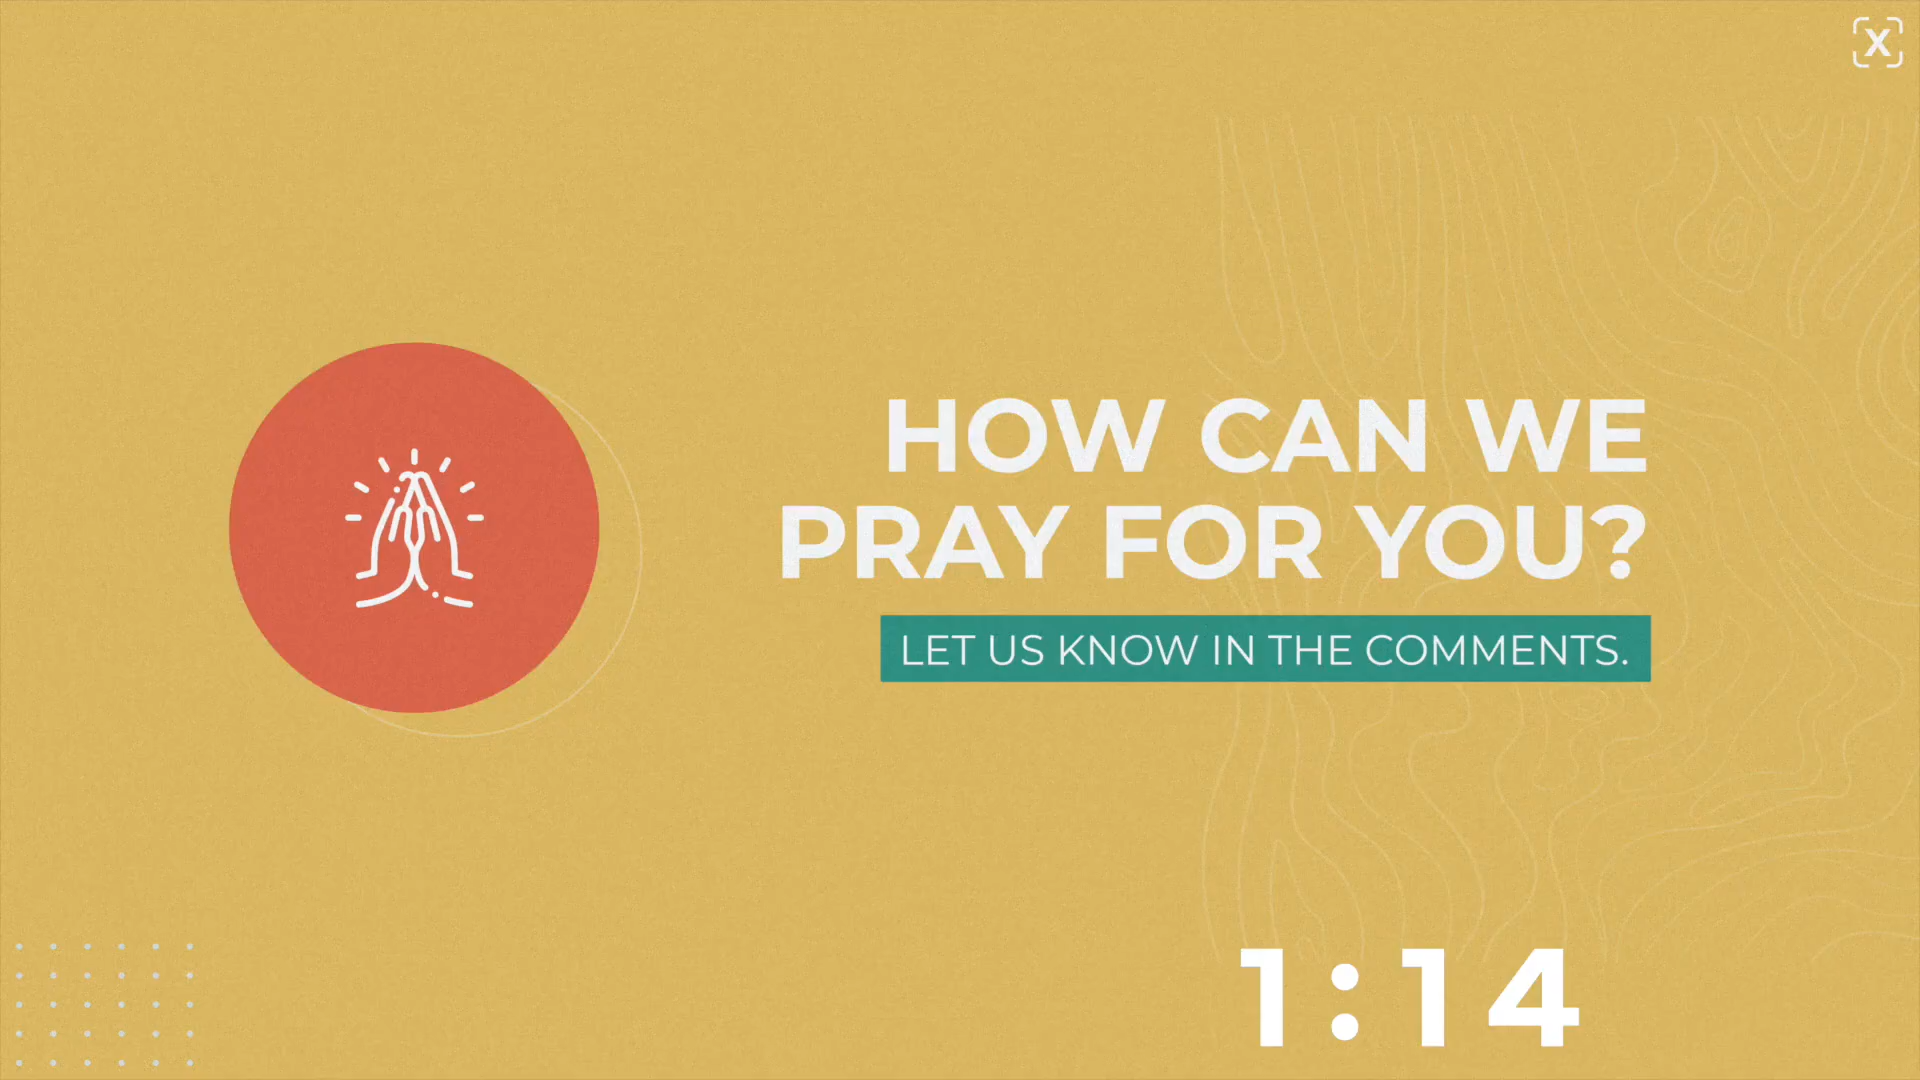 X
HOW CAN WE
PRAY FOR YOU?
LET US KNOW IN THE COMMENTS.
1:14